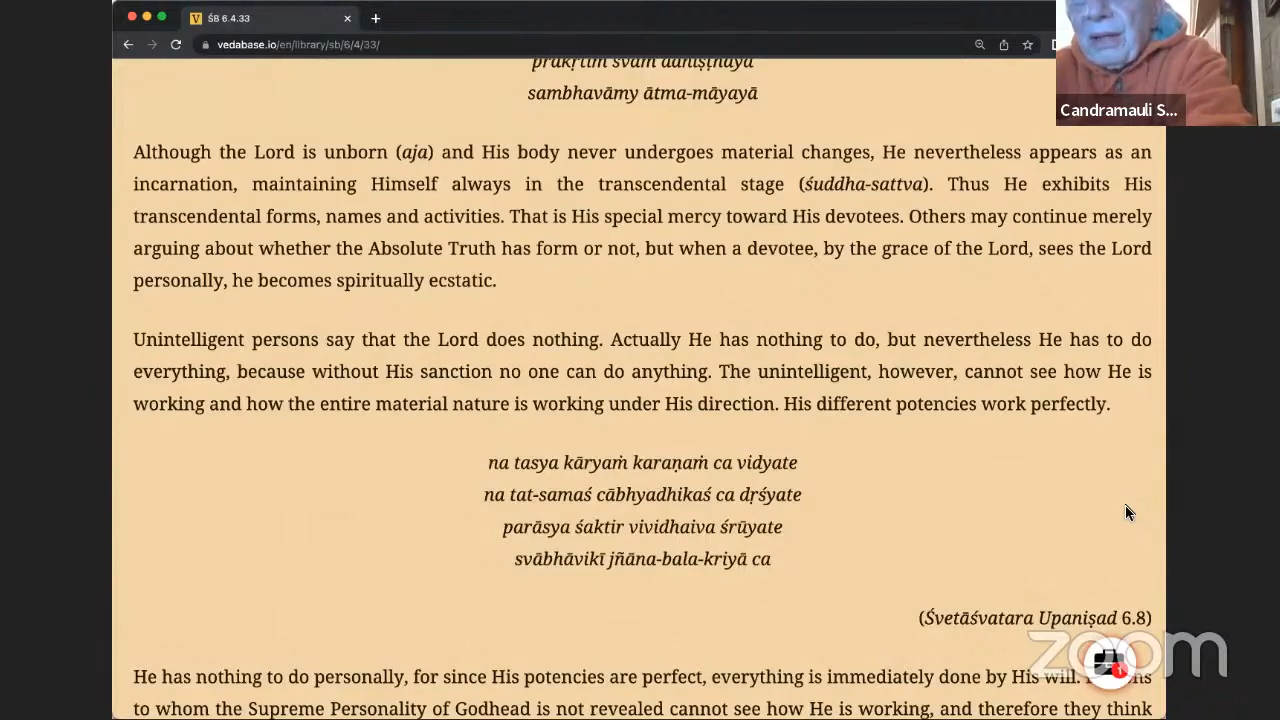 ŚB 6.4.33
vedabase.io/en/library/sb/6/4/33/
Candramauli S...
sambhavāmy ātma-māyayā
Although the Lord is unborn (aja) and His body never undergoes material changes, He nevertheless appears as an
incarnation, maintaining Himself always in the transcendental stage (śuddha-sattva). Thus He exhibits His
transcendental forms, names and activities. That is His special mercy toward His devotees. Others may continue merely
arguing about whether the Absolute Truth has form or not, but when a devotee, by the grace of the Lord, sees the Lord
personally, he becomes spiritually ecstatic.
Unintelligent persons say that the Lord does nothing. Actually He has nothing to do, but nevertheless He has to do
everything, because without His sanction no one can do anything. The unintelligent, however, cannot see how He is
working and how the entire material nature is working under His direction. His different potencies work perfectly.
na tasya kāryaṁ karaṇaṁ ca vidyate
na tat-samaś cābhyadhikaś ca dṛśyate
parāsya śaktir vividhaiva śrūyate
svābhāvikī jñāna-bala-kriyā ca
(Śvetāśvatara Upaniṣad 6.8)
zoom
He has nothing to do personally, for since His potencies are perfect, everything is immediately done by His will.
to whom the Supreme Personality of Godhead is not revealed cannot see how He is working, and therefore they think